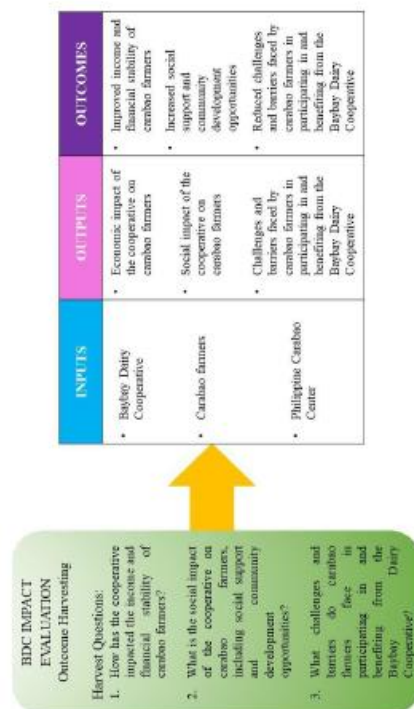 BDC IMPACT
EVALUATION
Outcome Harvesting
Harvest Questions:
1. How has the cooperative
impacted the income and
financial stability of
carabao farmers?
2. What is the social impact
of the cooperative on
carabao farmers,
including social support
and community
development
opportunities?
3. What challenges and
barriers do carabao
farmers face in
participating in and
benefiting from the
Baybay Dairy
Cooperative?
INPUTS
• Baybay Dairy
Cooperative
• Carabao farmers
• Philippine Carabao
Center
OUTPUTS
• Economic impact of
the cooperative on
carabao farmers
• Social impact of the
cooperative on
carabao farmers
• Challenges and
barriers faced by
carabao farmers in
participating in and
benefiting from the
Baybay Dairy
Cooperative
OUTCOMES
• Improved income and
financial stability of
carabao farmers
• Increased social
support and
community
development
opportunities
• Reduced challenges
and barriers faced by
carabao farmers in
participating in and
benefiting from the
Baybay Dairy
Cooperative